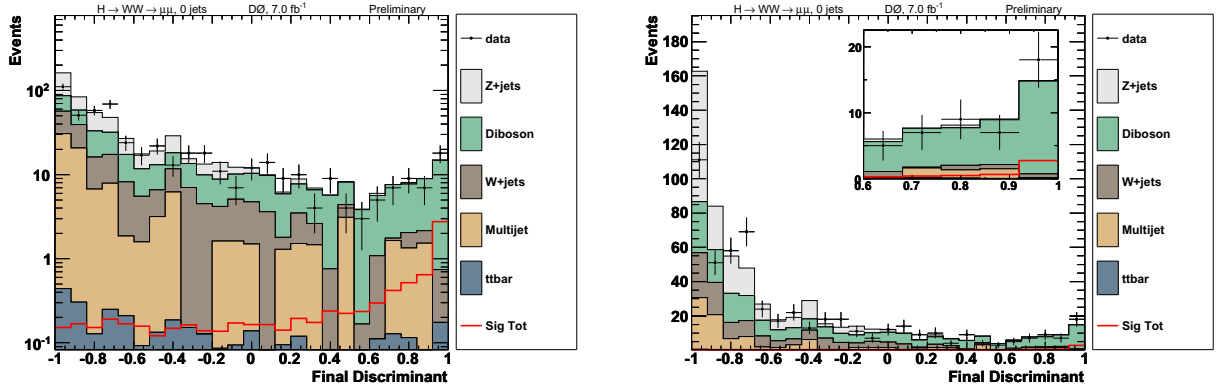 H → WW → μμ, 0 jets DØ, 7.0 fb⁻¹ Preliminary
Events
10²
10
1
10⁻¹
-1 -0.8 -0.6 -0.4 -0.2 0 0.2 0.4 0.6 0.8 1
Final Discriminant
data
Z+jets
Diboson
W+jets
Multijet
ttbar
Sig Tot
H → WW → μμ, 0 jets DØ, 7.0 fb⁻¹ Preliminary
Events
180
160
140
120
100
80
60
40
20
-1 -0.8 -0.6 -0.4 -0.2 0 0.2 0.4 0.6 0.8 1
Final Discriminant
20
10
0
0.6 0.7 0.8 0.9 1
data
Z+jets
Diboson
W+jets
Multijet
ttbar
Sig Tot